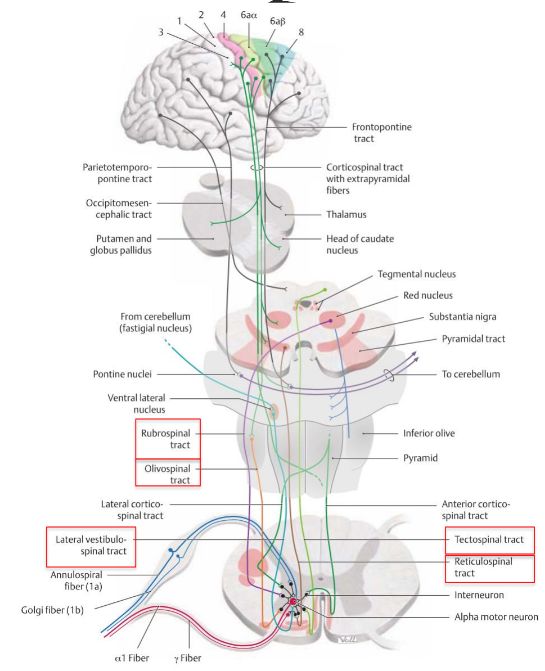 1
2
4
6aα
6aβ
8
3
Frontopontine
tract
Parietotemporo-
pontine tract
Corticospinal tract
with extrapyramidal
fibers
Occipitomesen-
cephalic tract
Thalamus
Putamen and
globus pallidus
Head of caudate
nucleus
Tegmental nucleus
Red nucleus
From cerebellum
(fastigial nucleus)
Substantia nigra
Pyramidal tract
Pontine nuclei
To cerebellum
Ventral lateral
nucleus
Rubrospinal
tract
Inferior olive
Olivospinal
tract
Pyramid
Lateral cortico-
spinal tract
Anterior cortico-
spinal tract
Lateral vestibulo-
spinal tract
Tectospinal tract
Reticulospinal
tract
Annulospiral
fiber (1a)
Interneuron
Golgi fiber (1b)
Alpha motor neuron
α1 Fiber
γ Fiber